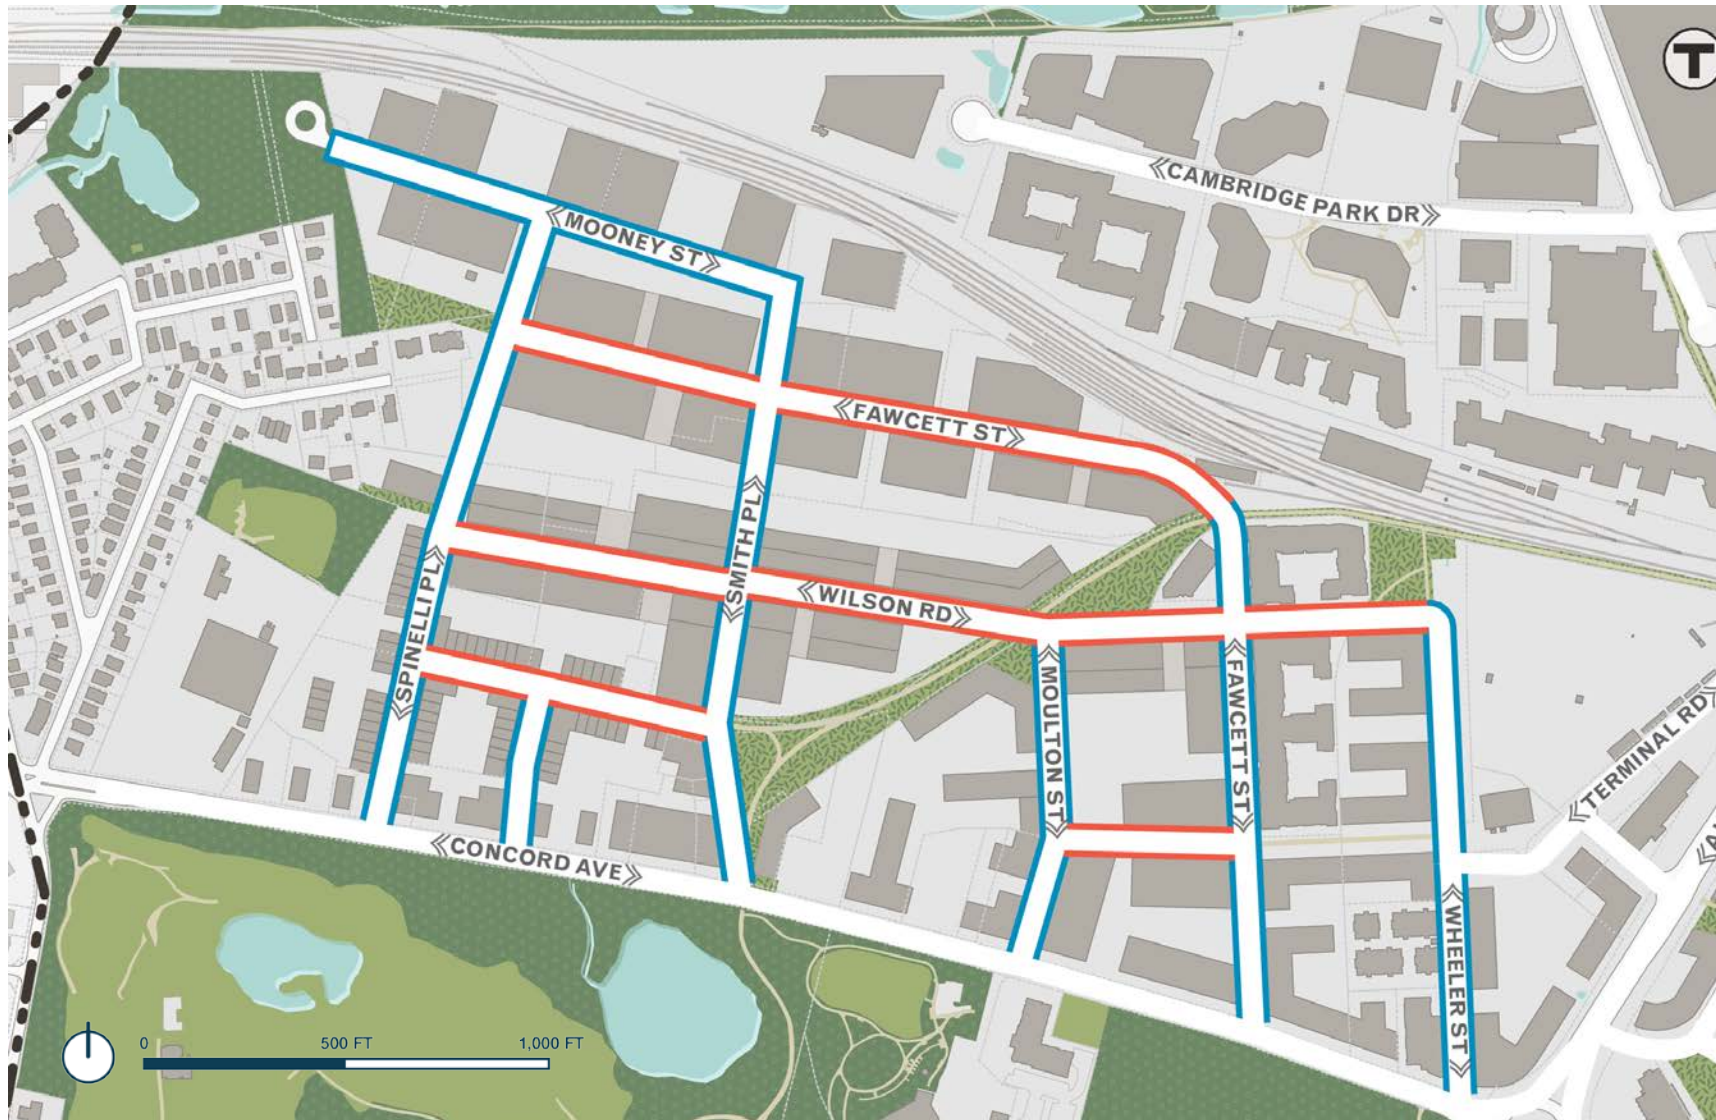 T
CAMBRIDGE PARK DR
MOONEY ST
FAWCETT ST
SMITH PL
SPINELLI PL
WILSON RD
MOULTON ST
FAWCETT ST
TERMINAL RD
CONCORD AVE
WHEELER ST
0
500 FT
1,000 FT